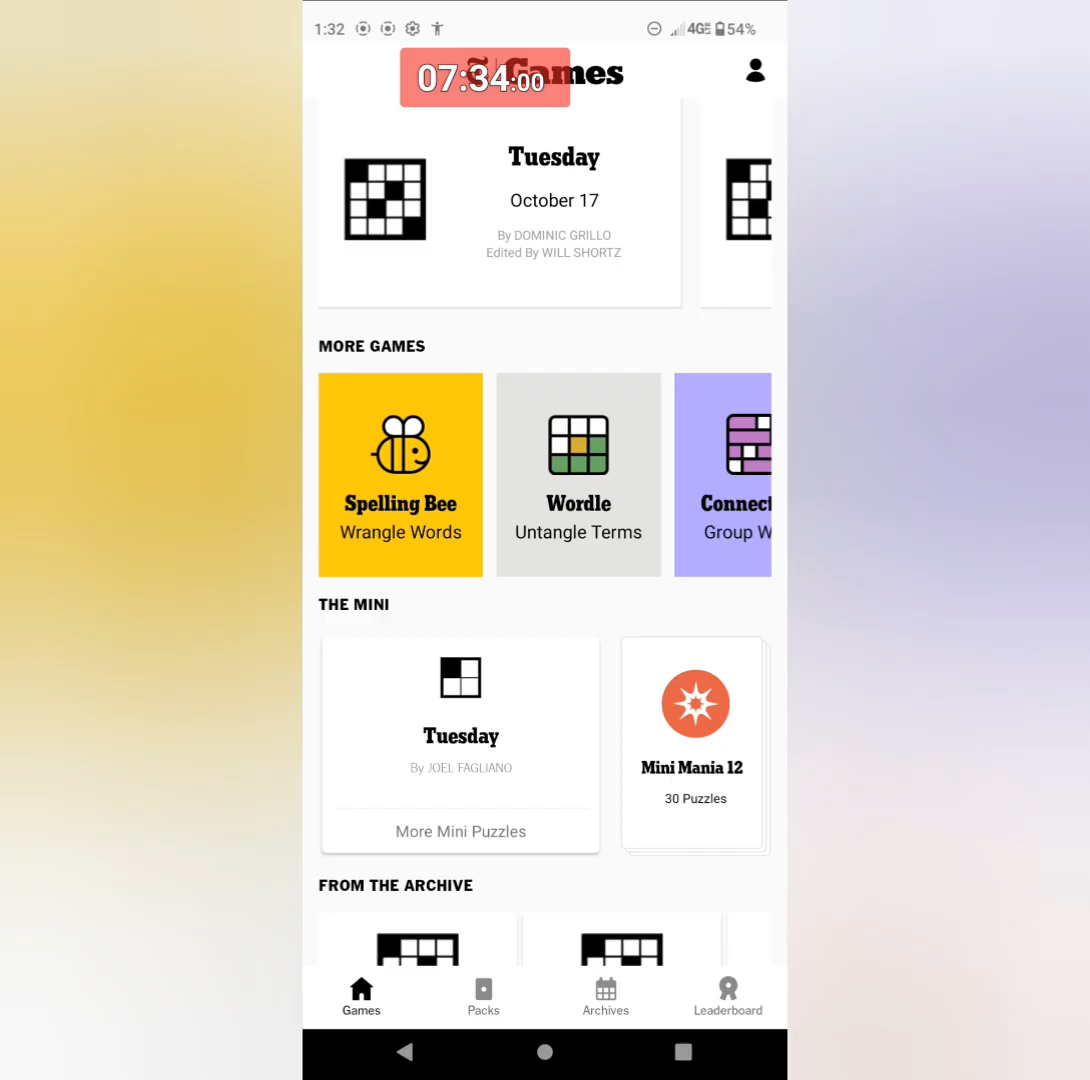 1:32
4GE 54%
Games
07:34:00
Tuesday
October 17
By DOMINIC GRILLO
Edited By WILL SHORTZ
MORE GAMES
Spelling Bee
Wrangle Words
Wordle
Untangle Terms
Connect
Group W
THE MINI
Tuesday
By JOEL FAGLIANO
More Mini Puzzles
Mini Mania 12
30 Puzzles
FROM THE ARCHIVE
Games
Packs
Archives
Leaderboard